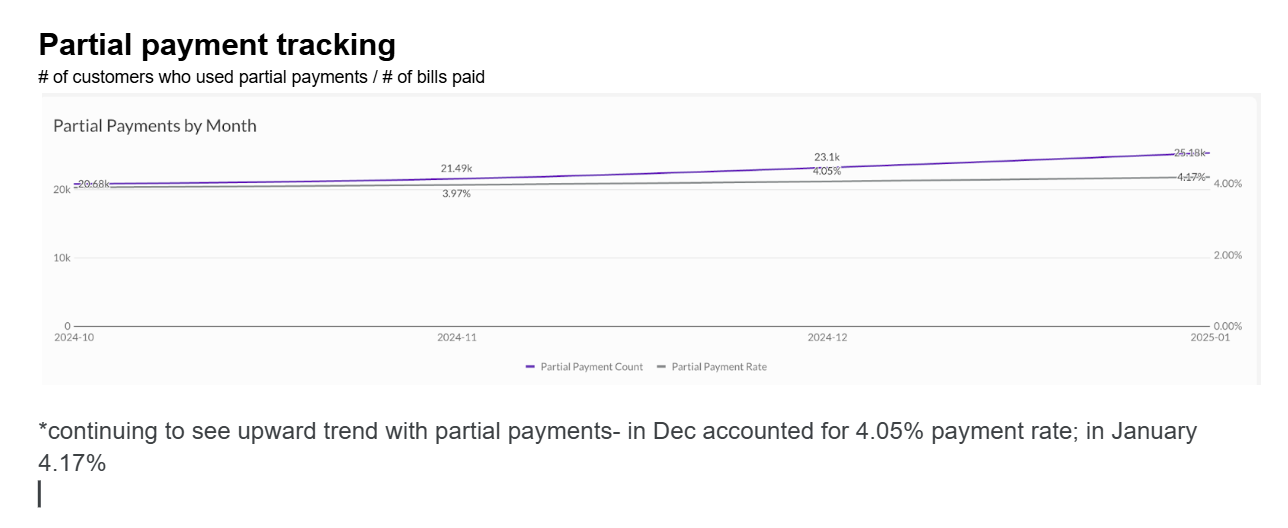 Partial payment tracking
# of customers who used partial payments / # of bills paid
Partial Payments by Month
23.1k
25.18k
21.49k
4.05%
4.17%
20.68k
20k
4.00%
3.97%
10k
2.00%
0
0.00%
2024-10
2024-11
2024-12
2025-01
Partial Payment Count
Partial Payment Rate
*continuing to see upward trend with partial payments- in Dec accounted for 4.05% payment rate; in January
4.17%